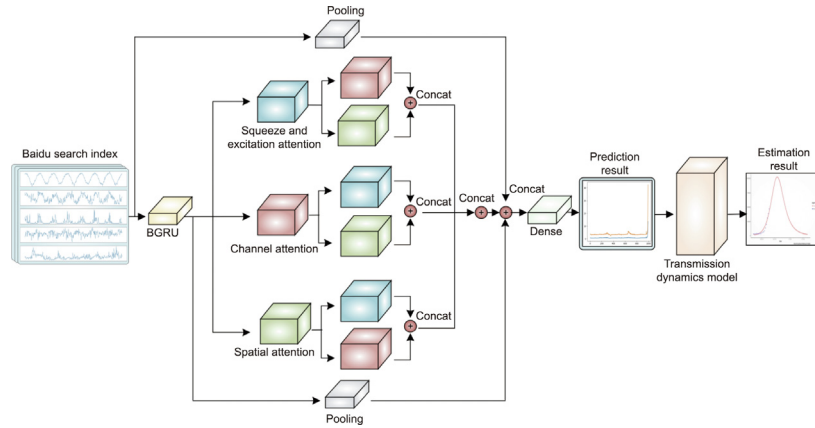 Pooling
Concat
Squeeze and
excitation attention
Baidu search index
BGRU
Concat
Channel attention
Concat
Concat
Dense
Prediction
result
Transmission
dynamics model
Estimation
result
Concat
Spatial attention
Pooling